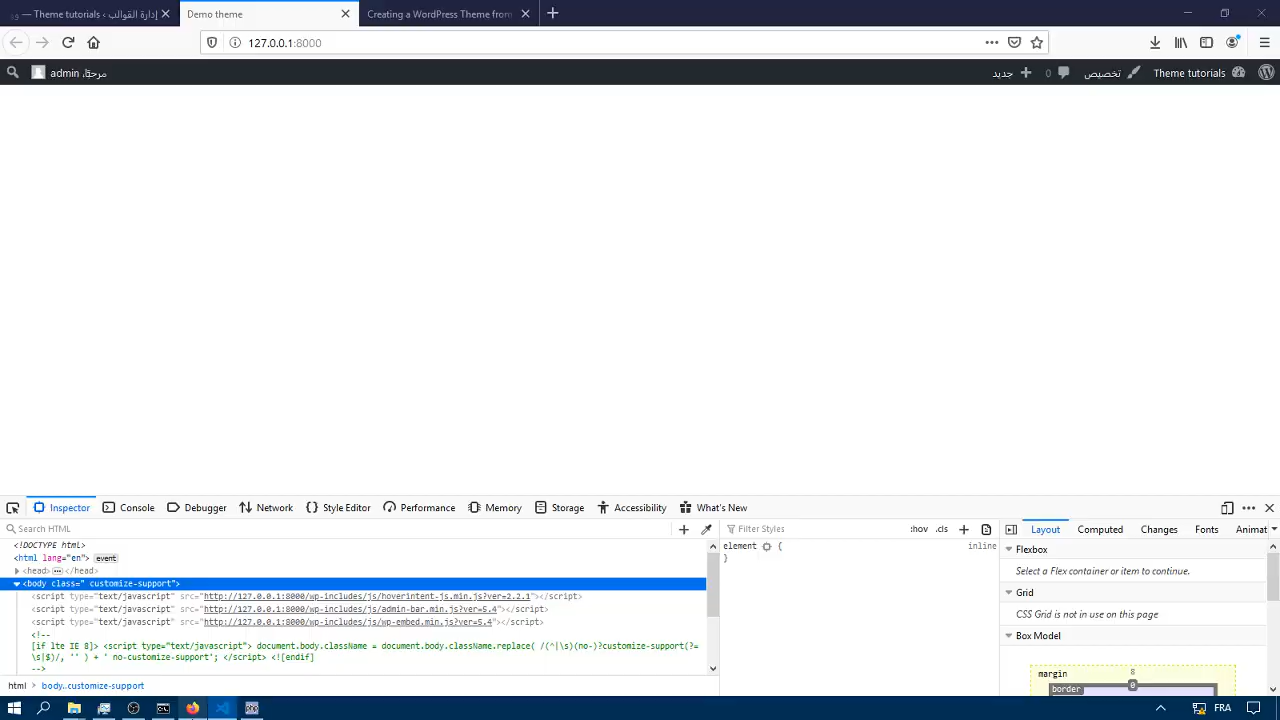 إدارة القوالب ‹ Theme tutorials —
Demo theme
Creating a WordPress Theme from
127.0.0.1:8000
مرحبًا، admin
0
جديد
تخصيص
Theme tutorials
Inspector
Console
Debugger
Network
Style Editor
Performance
Memory
Storage
Accessibility
What's New
Search HTML
Filter Styles
:hov .cls
Layout
Computed
Changes
Fonts
Animat
<!DOCTYPE html>
<html lang="en"> event
<head> ••• </head>
<body class=" customize-support">
<script type="text/javascript" src="http://127.0.0.1:8000/wp-includes/js/hoverintent-js.min.js?ver=2.2.1"></script>
<script type="text/javascript" src="http://127.0.0.1:8000/wp-includes/js/admin-bar.min.js?ver=5.4"></script>
<script type="text/javascript" src="http://127.0.0.1:8000/wp-includes/js/wp-embed.min.js?ver=5.4"></script>
<!--
[if lte IE 8]> <script type="text/javascript"> document.body.className = document.body.className.replace( /(^|\s)(no-)?customize-support(?=
\s|$)/, '' ) + ' no-customize-support'; </script> <![endif]
-->
html
body..customize-support
element {
inline
}
Flexbox
Select a Flex container or item to continue.
Grid
CSS Grid is not in use on this page
Box Model
margin
8
border
0
FRA